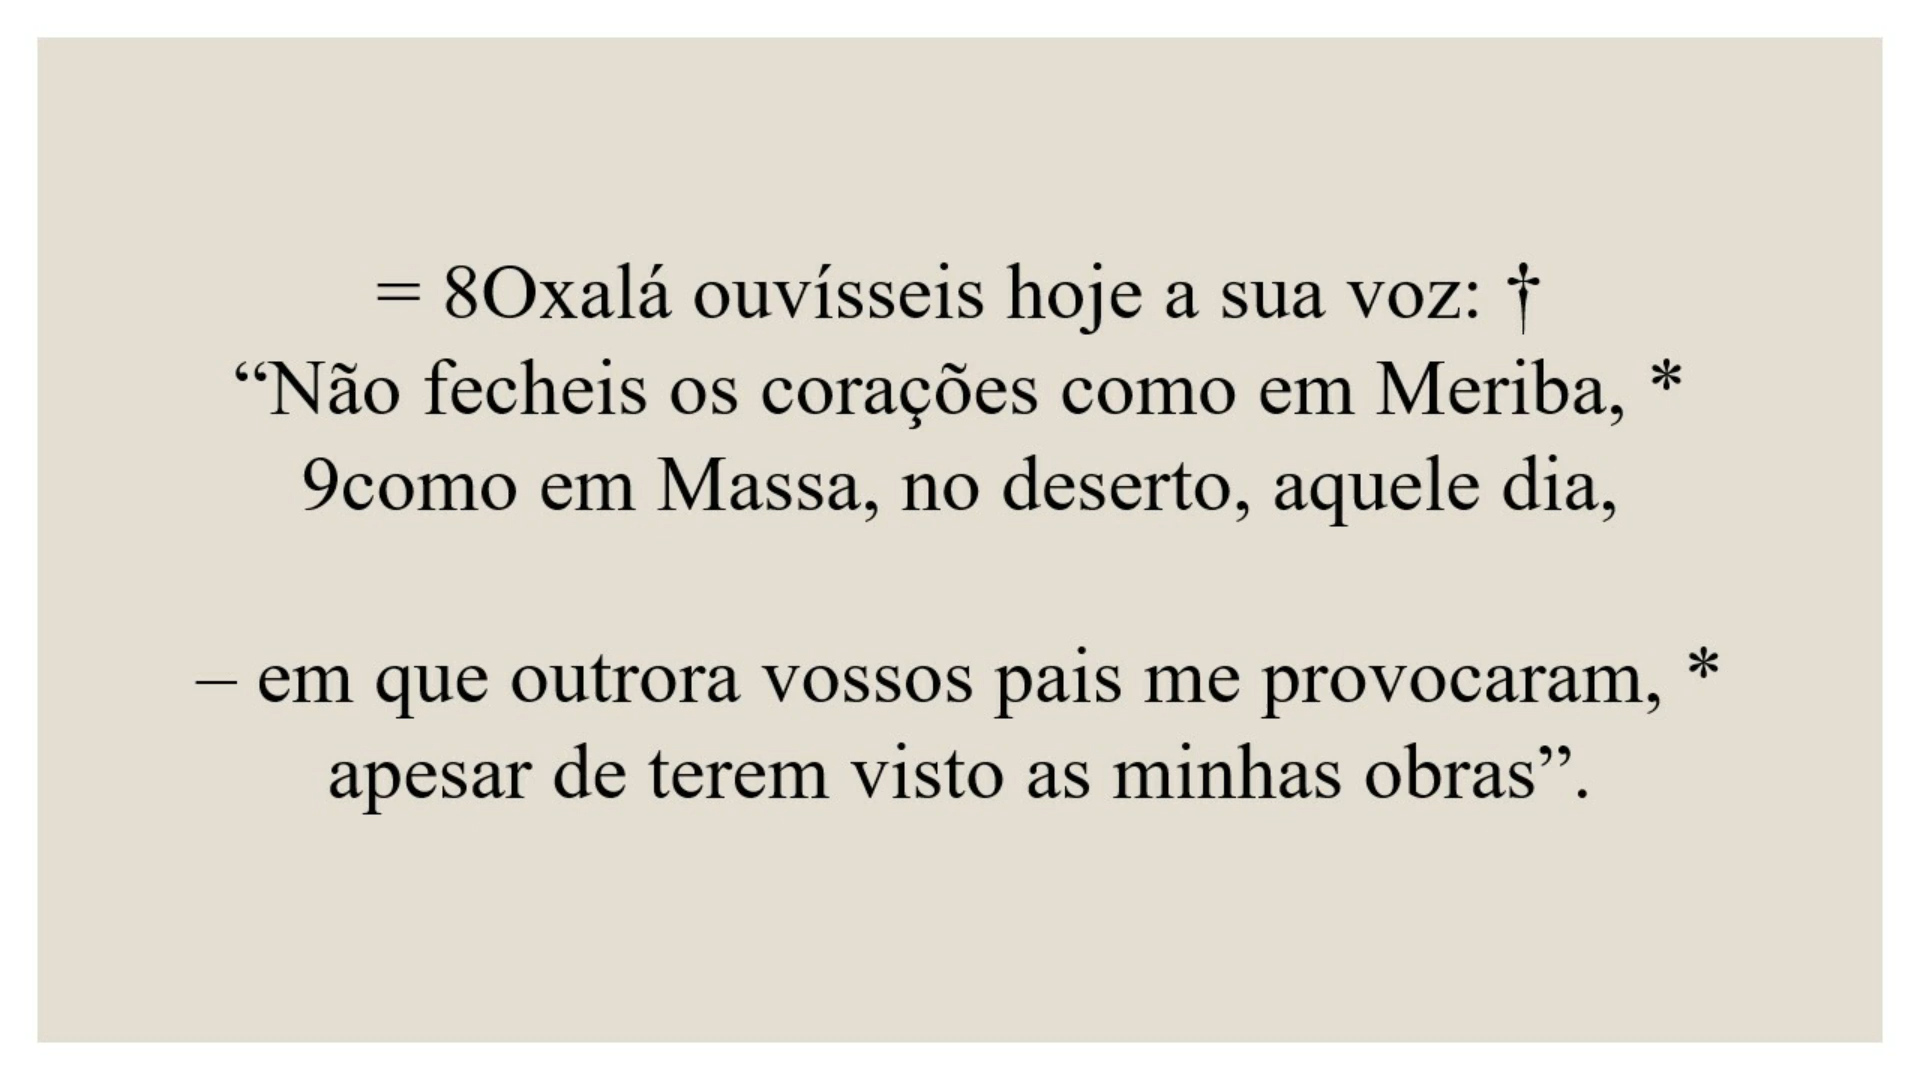 = 8Oxalá ouvísseis hoje a sua voz: †
“Não fecheis os corações como em Meriba, *
9como em Massa, no deserto, aquele dia,
– em que outrora vossos pais me provocaram, *
apesar de terem visto as minhas obras”.